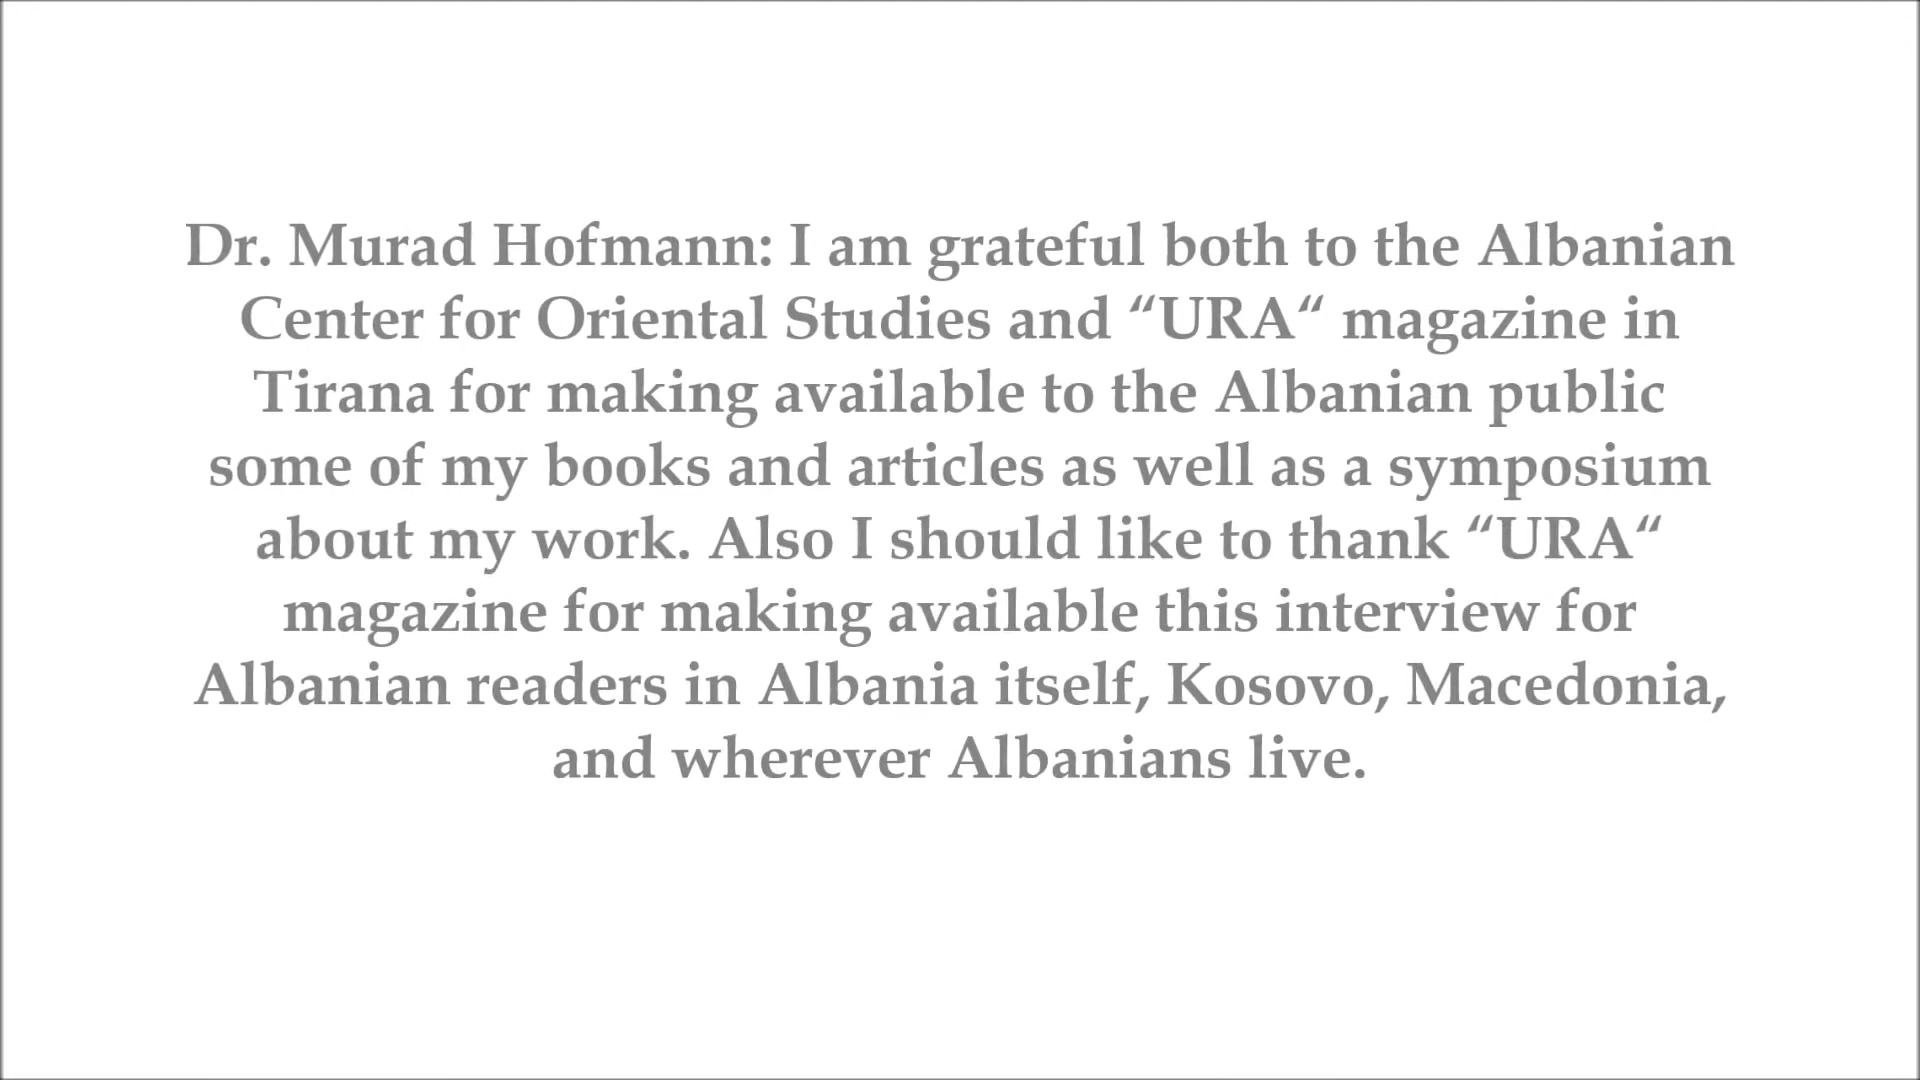 Dr. Murad Hofmann: I am grateful both to the Albanian
Center for Oriental Studies and “URA“ magazine in
Tirana for making available to the Albanian public
some of my books and articles as well as a symposium
about my work. Also I should like to thank “URA“
magazine for making available this interview for
Albanian readers in Albania itself, Kosovo, Macedonia,
and wherever Albanians live.